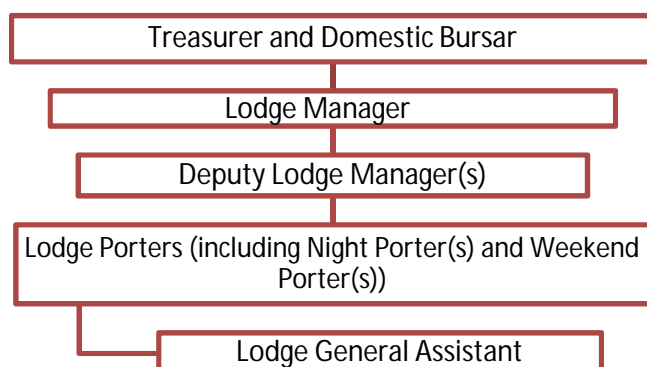 Treasurer and Domestic Bursar
Lodge Manager
Deputy Lodge Manager(s)
Lodge Porters (including Night Porter(s) and Weekend
Porter(s))
Lodge General Assistant